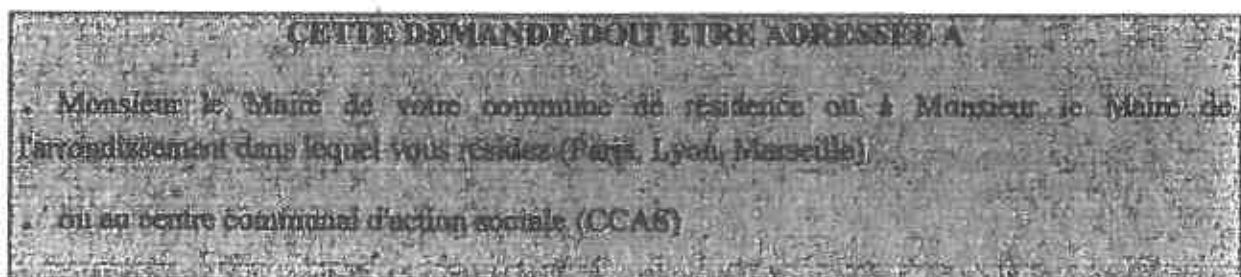 CETTE DEMANDE DOIT ETRE ADRESSÉE A
. Monsieur le Maire de votre commune de résidence ou à Monsieur le Maire de
l'arrondissement dans lequel vous résidez (Paris, Lyon, Marseille)
. ou au centre communal d'action sociale (CCAS)